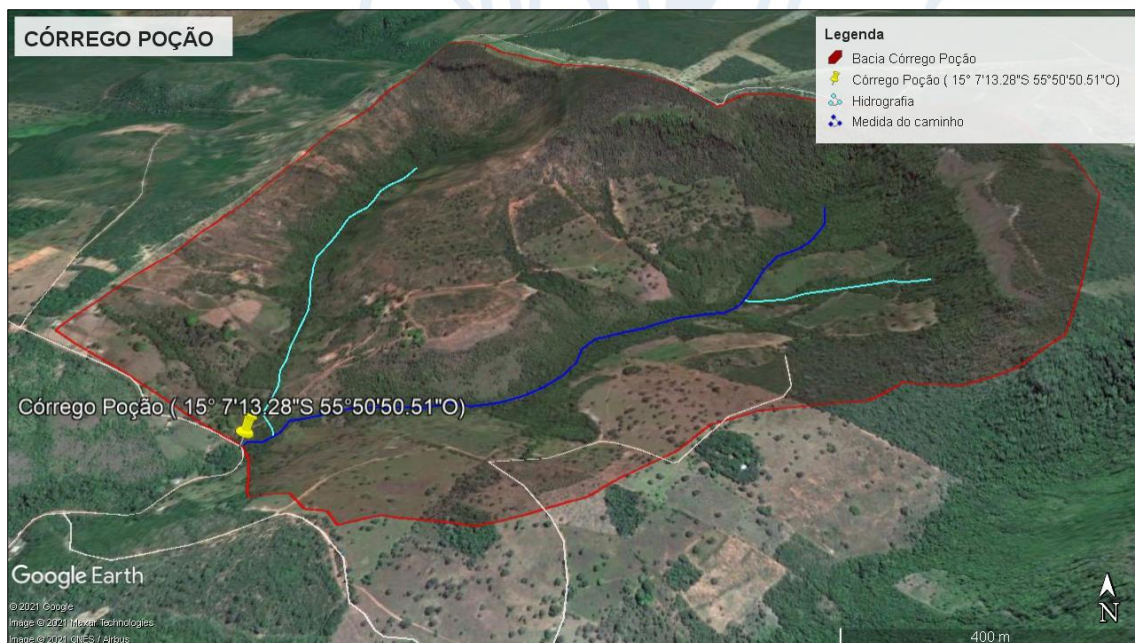 CÓRREGO POÇÃO
Legenda
Bacia Córrego Poção
Córrego Poção ( 15° 7'13.28"S 55°50'50.51"O)
Hidrografia
Medida do caminho
Córrego Poção ( 15° 7'13.28"S 55°50'50.51"O)
Google Earth
© 2021 Google
Image © 2021 Maxar Technologies
Image © 2021 CNES / Airbus
N
400 m